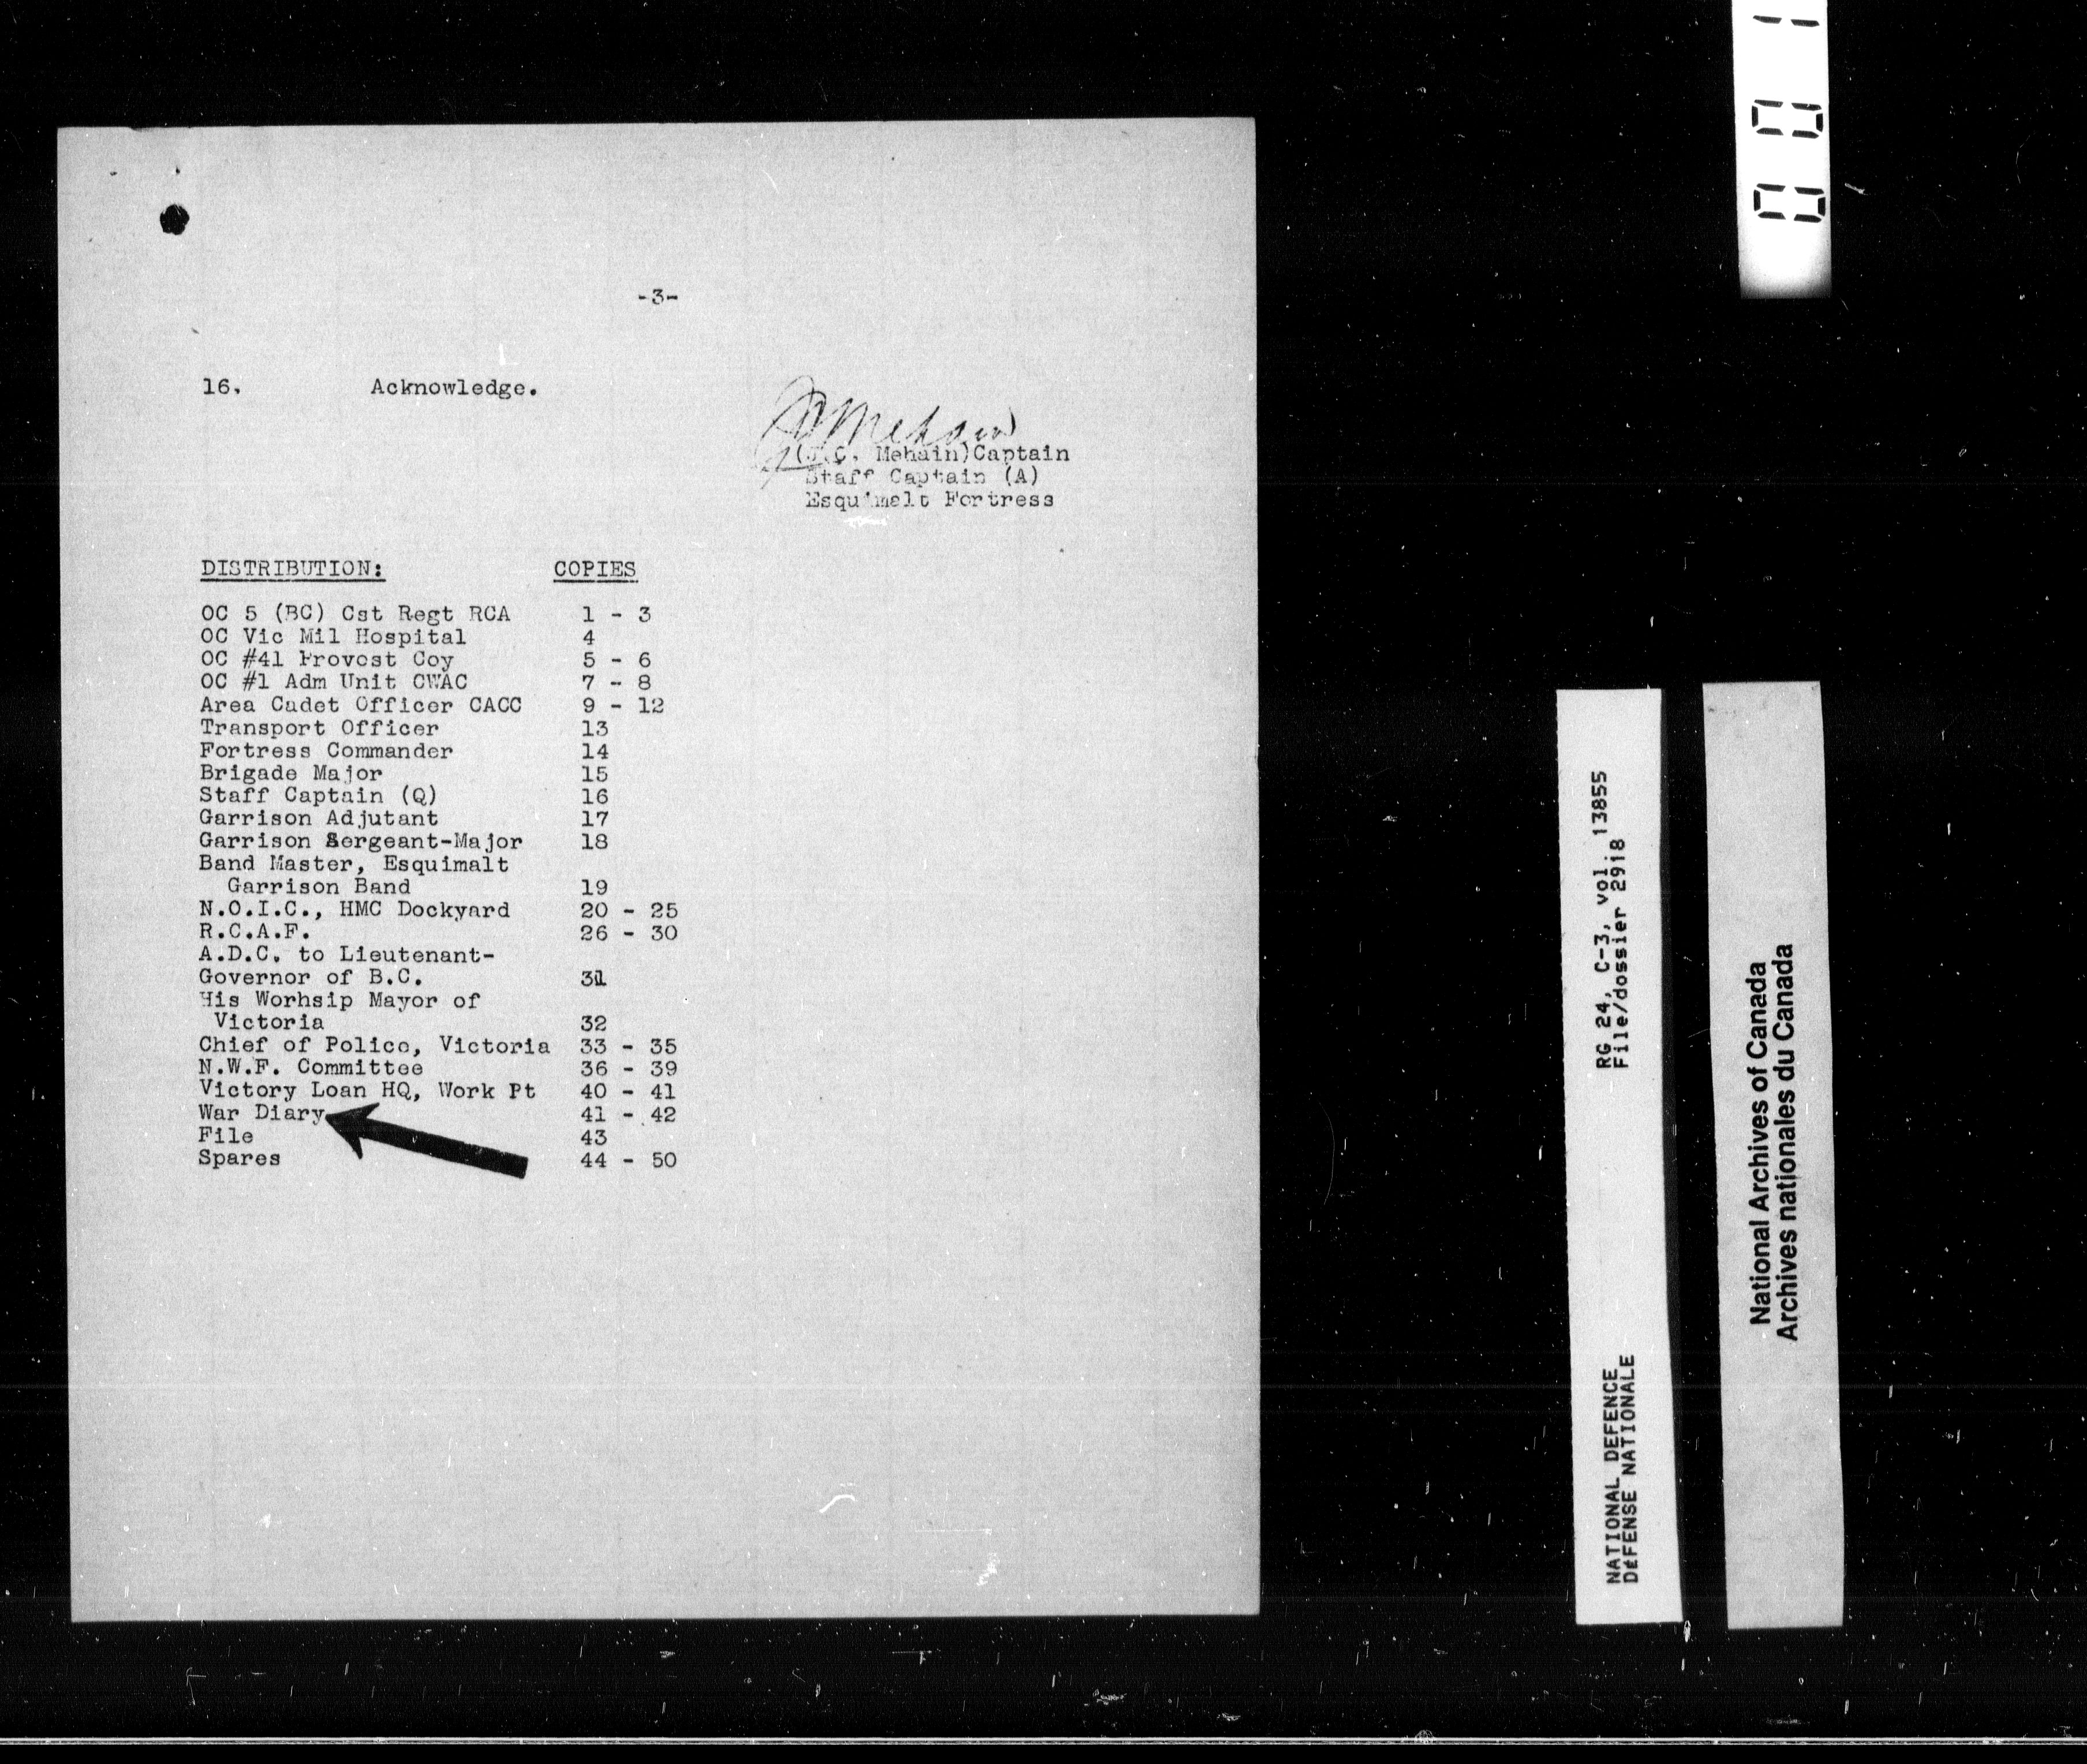 -3-
16. Acknowledge.
Mehain
(J.C. Mehain)Captain
Staff Captain (A)
Esquimalt Fortress
DISTRIBUTION: COPIES
OC 5 (BC) Cst Regt RCA 1 - 3
OC Vic Mil Hospital 4
OC #41 Provost Coy 5 - 6
OC #1 Adm Unit CWAC 7 - 8
Area Cadet Officer CACC 9 - 12
Transport Officer 13
Fortress Commander 14
Brigade Major 15
Staff Captain (Q) 16
Garrison Adjutant 17
Garrison Sergeant-Major 18
Band Master, Esquimalt
Garrison Band 19
N.O.I.C., HMC Dockyard 20 - 25
R.C.A.F. 26 - 30
A.D.C. to Lieutenant-
Governor of B.C. 31
His Worhsip Mayor of
Victoria 32
Chief of Police, Victoria 33 - 35
N.W.F. Committee 36 - 39
Victory Loan HQ, Work Pt 40 - 41
War Diary 41 - 42
File 43
Spares 44 - 50
001
RG 24, C-3, vol. 13855
File/dossier 2918
NATIONAL DEFENCE
DÉFENSE NATIONALE
National Archives of Canada
Archives nationales du Canada